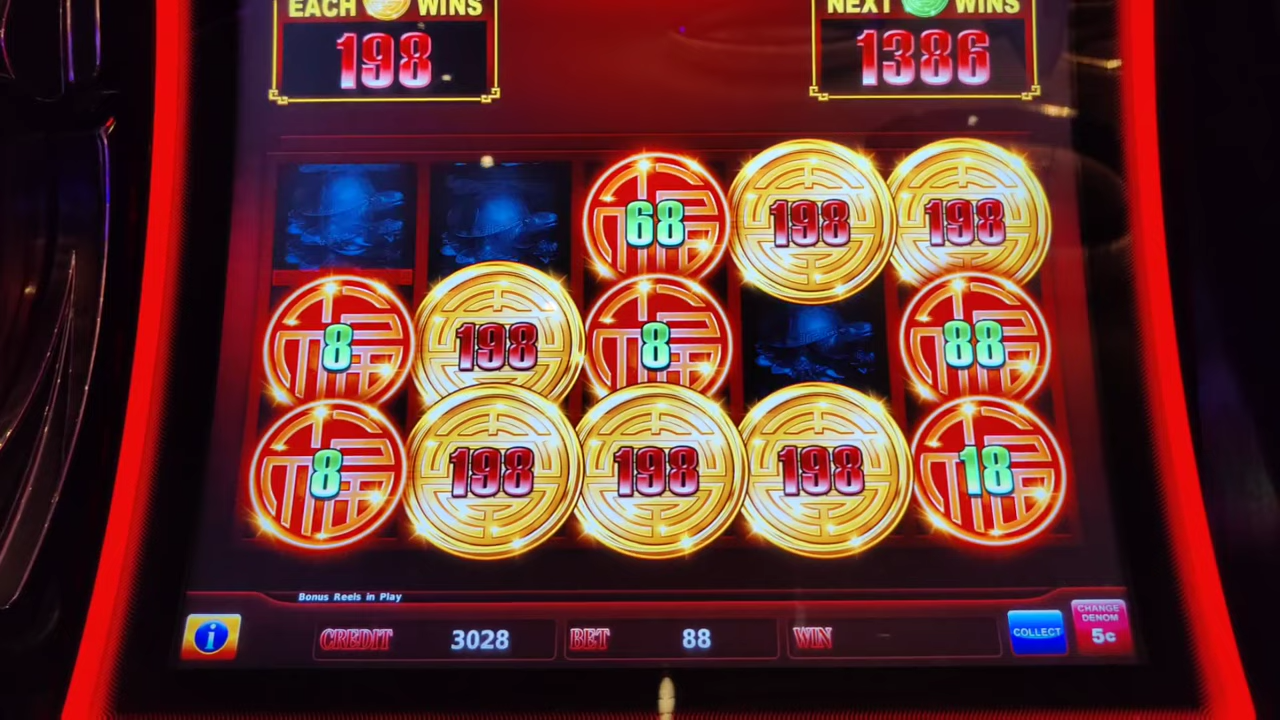 EACH WINS
198
NEXT WINS
1386
68 198 198
8 198 8 88
8 198 198 198 18
Bonus Reels in Play
CREDIT 3028 BET 88 WIN
COLLECT
CHANGE
DENOM
5c